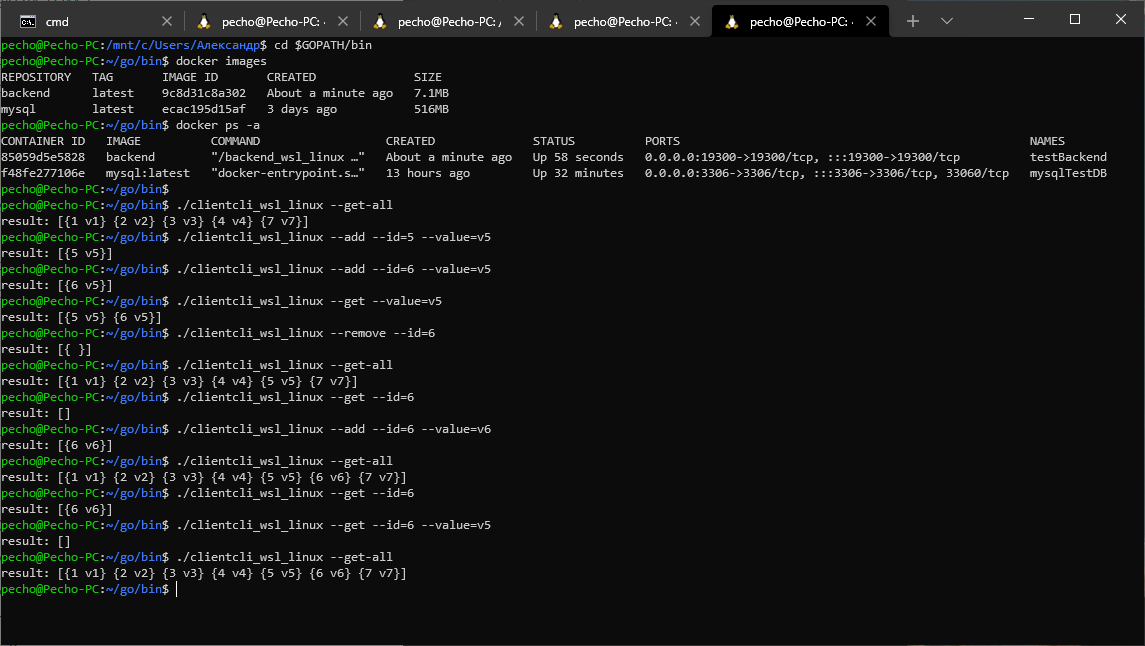 cmd pecho@Pecho-PC: pecho@Pecho-PC: / pecho@Pecho-PC: pecho@Pecho-PC:
pecho@Pecho-PC:/mnt/c/Users/Александр$ cd $GOPATH/bin
pecho@Pecho-PC:~/go/bin$ docker images
REPOSITORY TAG IMAGE ID CREATED SIZE
backend latest 9c8d31c8a302 About a minute ago 7.1MB
mysql latest ecac195d15af 3 days ago 516MB
pecho@Pecho-PC:~/go/bin$ docker ps -a
CONTAINER ID IMAGE COMMAND CREATED STATUS PORTS NAMES
85059d5e5828 backend "/backend_wsl_linux …" About a minute ago Up 58 seconds 0.0.0.0:19300->19300/tcp, :::19300->19300/tcp testBackend
f48fe277106e mysql:latest "docker-entrypoint.s…" 13 hours ago Up 32 minutes 0.0.0.0:3306->3306/tcp, :::3306->3306/tcp, 33060/tcp mysqlTestDB
pecho@Pecho-PC:~/go/bin$
pecho@Pecho-PC:~/go/bin$ ./clientcli_wsl_linux --get-all
result: [{1 v1} {2 v2} {3 v3} {4 v4} {7 v7}]
pecho@Pecho-PC:~/go/bin$ ./clientcli_wsl_linux --add --id=5 --value=v5
result: [{5 v5}]
pecho@Pecho-PC:~/go/bin$ ./clientcli_wsl_linux --add --id=6 --value=v5
result: [{6 v5}]
pecho@Pecho-PC:~/go/bin$ ./clientcli_wsl_linux --get --value=v5
result: [{5 v5} {6 v5}]
pecho@Pecho-PC:~/go/bin$ ./clientcli_wsl_linux --remove --id=6
result: [{ }]
pecho@Pecho-PC:~/go/bin$ ./clientcli_wsl_linux --get-all
result: [{1 v1} {2 v2} {3 v3} {4 v4} {5 v5} {7 v7}]
pecho@Pecho-PC:~/go/bin$ ./clientcli_wsl_linux --get --id=6
result: []
pecho@Pecho-PC:~/go/bin$ ./clientcli_wsl_linux --add --id=6 --value=v6
result: [{6 v6}]
pecho@Pecho-PC:~/go/bin$ ./clientcli_wsl_linux --get-all
result: [{1 v1} {2 v2} {3 v3} {4 v4} {5 v5} {6 v6} {7 v7}]
pecho@Pecho-PC:~/go/bin$ ./clientcli_wsl_linux --get --id=6
result: [{6 v6}]
pecho@Pecho-PC:~/go/bin$ ./clientcli_wsl_linux --get --id=6 --value=v5
result: []
pecho@Pecho-PC:~/go/bin$ ./clientcli_wsl_linux --get-all
result: [{1 v1} {2 v2} {3 v3} {4 v4} {5 v5} {6 v6} {7 v7}]
pecho@Pecho-PC:~/go/bin$